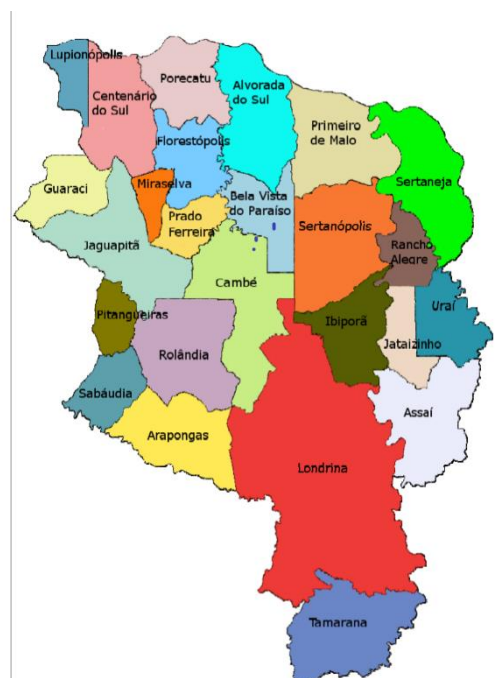 Lupionópolis
Porecatu
Alvorada
do Sul
Centenário
do Sul
Primeiro
de Maio
Florestópolis
Guaraci
Miraselva
Sertaneja
Bela Vista
do Paraíso
Prado
Ferreira
Sertanópolis
Jaguapitã
Rancho
Alegre
Cambé
Uraí
Pitangueiras
Ibiporã
Jataizinho
Rolândia
Sabáudia
Assaí
Arapongas
Londrina
Tamarana